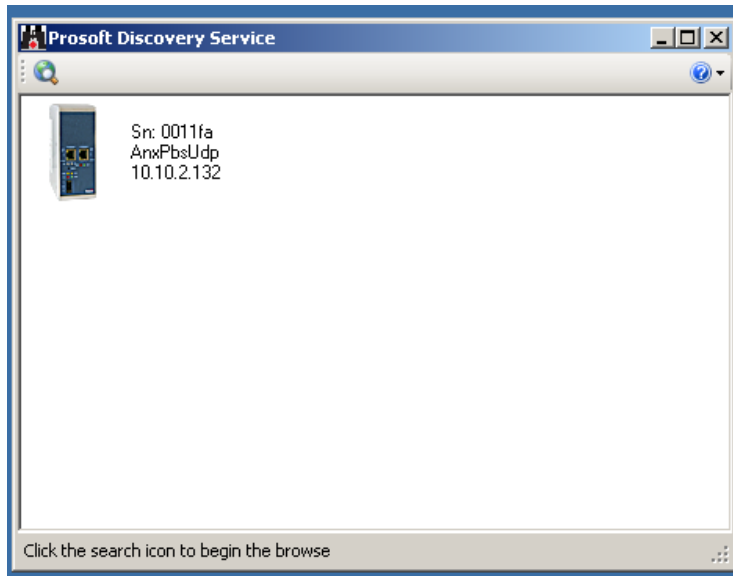 Prosoft Discovery Service
Sn: 0011fa
AnxPbsUdp
10.10.2.132
Click the search icon to begin the browse